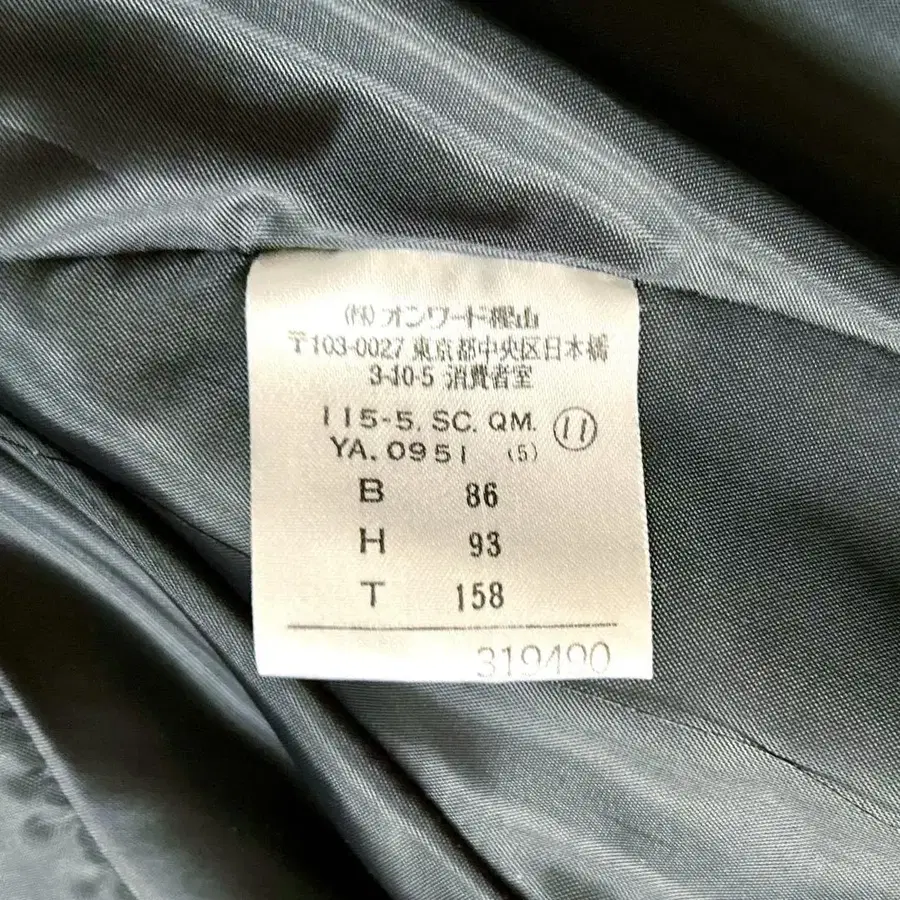 (株)オンワード樫山
〒103-0027 東京都中央区日本橋
3-10-5 消費者室
115-5. SC. QM. ⑪
YA. 0951 (5)
B 86
H 93
T 158
319490